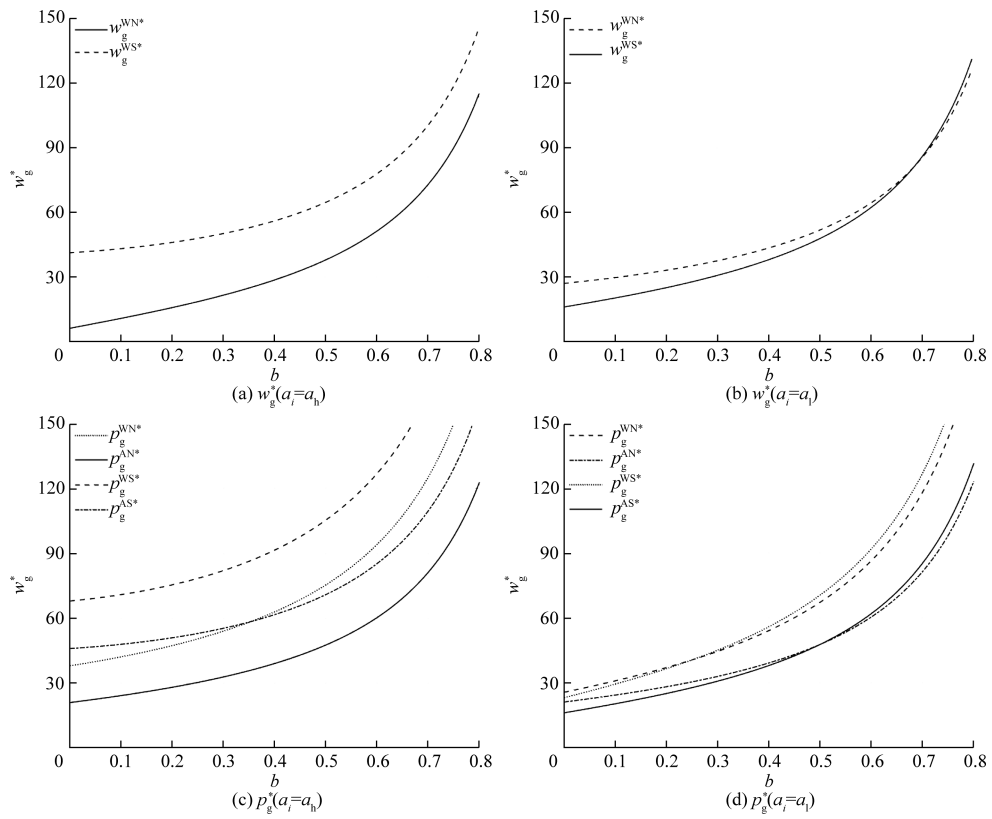 150
120
90
60
30
0
w_g^*
w_g^{WN*}
w_g^{WS*}
0.1 0.2 0.3 0.4 0.5 0.6 0.7 0.8
b
(a) w_g^*(a_i=a_h)
150
120
90
60
30
0
w_g^*
w_g^{WN*}
w_g^{WS*}
0.1 0.2 0.3 0.4 0.5 0.6 0.7 0.8
b
(b) w_g^*(a_i=a_l)
150
120
90
60
30
0
w_g^*
p_g^{WN*}
p_g^{AN*}
p_g^{WS*}
p_g^{AS*}
0.1 0.2 0.3 0.4 0.5 0.6 0.7 0.8
b
(c) p_g^*(a_i=a_h)
150
120
90
60
30
0
w_g^*
p_g^{WN*}
p_g^{AN*}
p_g^{WS*}
p_g^{AS*}
0.1 0.2 0.3 0.4 0.5 0.6 0.7 0.8
b
(d) p_g^*(a_i=a_l)